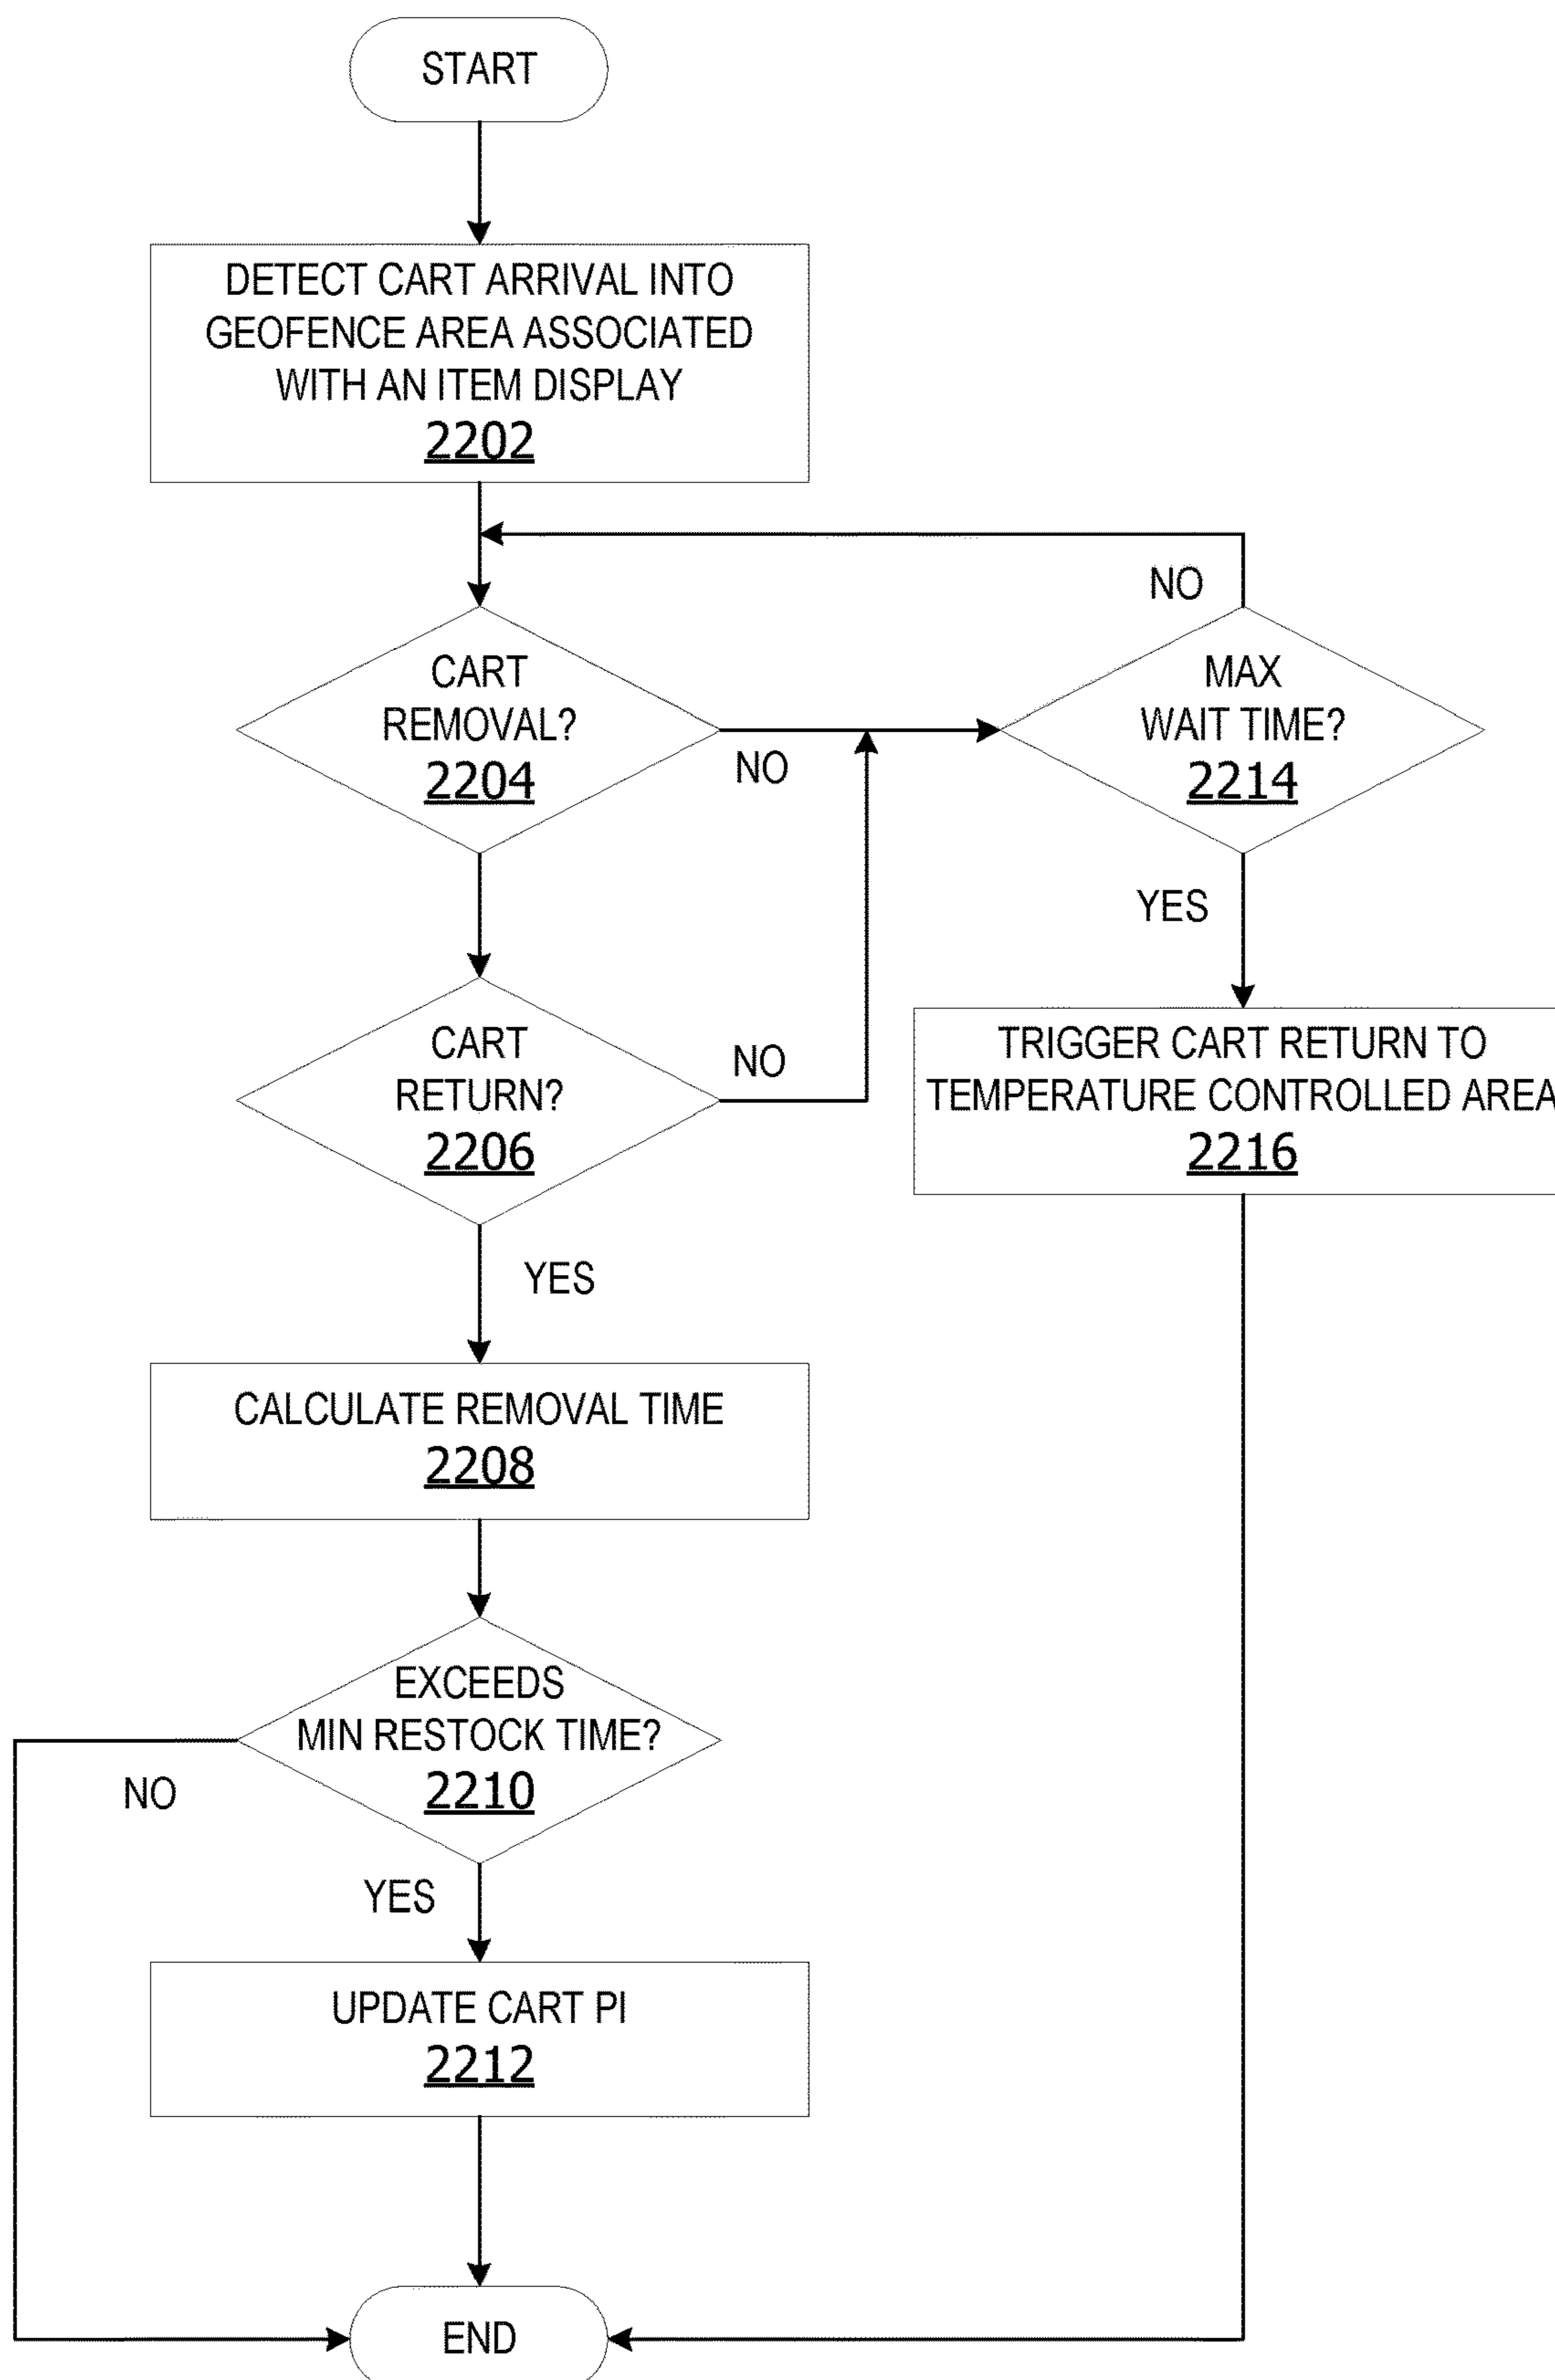 START
DETECT CART ARRIVAL INTO
GEOFENCE AREA ASSOCIATED
WITH AN ITEM DISPLAY
2202
NO
CART
REMOVAL?
2204
NO
MAX
WAIT TIME?
2214
YES
CART
RETURN?
2206
NO
TRIGGER CART RETURN TO
TEMPERATURE CONTROLLED AREA
2216
YES
CALCULATE REMOVAL TIME
2208
EXCEEDS
MIN RESTOCK TIME?
2210
NO
YES
UPDATE CART PI
2212
END